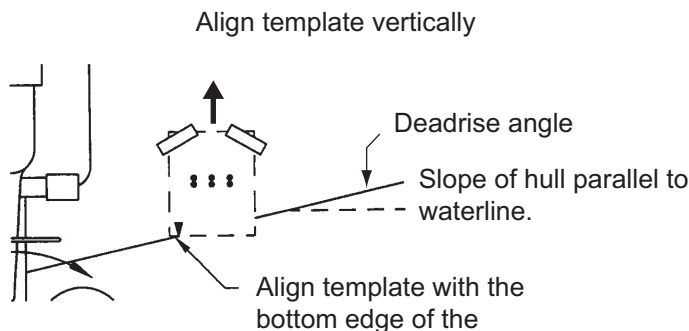 Align template vertically
Deadrise angle
Slope of hull parallel to
waterline.
Align template with the
bottom edge of the